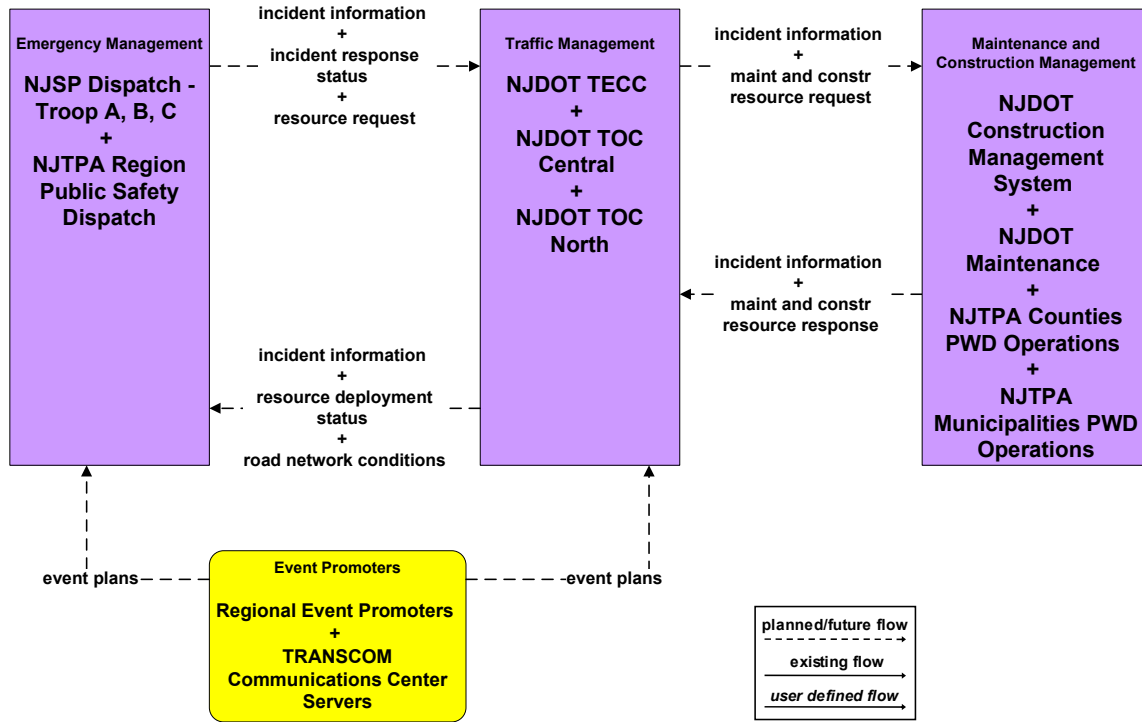 Emergency Management
NJSP Dispatch -
Troop A, B, C
+
NJTPA Region
Public Safety
Dispatch
incident information
+
incident response
status
+
resource request
Traffic Management
NJDOT TECC
+
NJDOT TOC
Central
+
NJDOT TOC
North
incident information
+
maint and constr
resource request
Maintenance and
Construction Management
NJDOT
Construction
Management
System
+
NJDOT
Maintenance
+
NJTPA Counties
PWD Operations
+
NJTPA
Municipalities PWD
Operations
incident information
+
maint and constr
resource response
incident information
+
resource deployment
status
+
road network conditions
event plans
Event Promoters
Regional Event Promoters
+
TRANSCOM
Communications Center
Servers
event plans
planned/future flow
existing flow
user defined flow